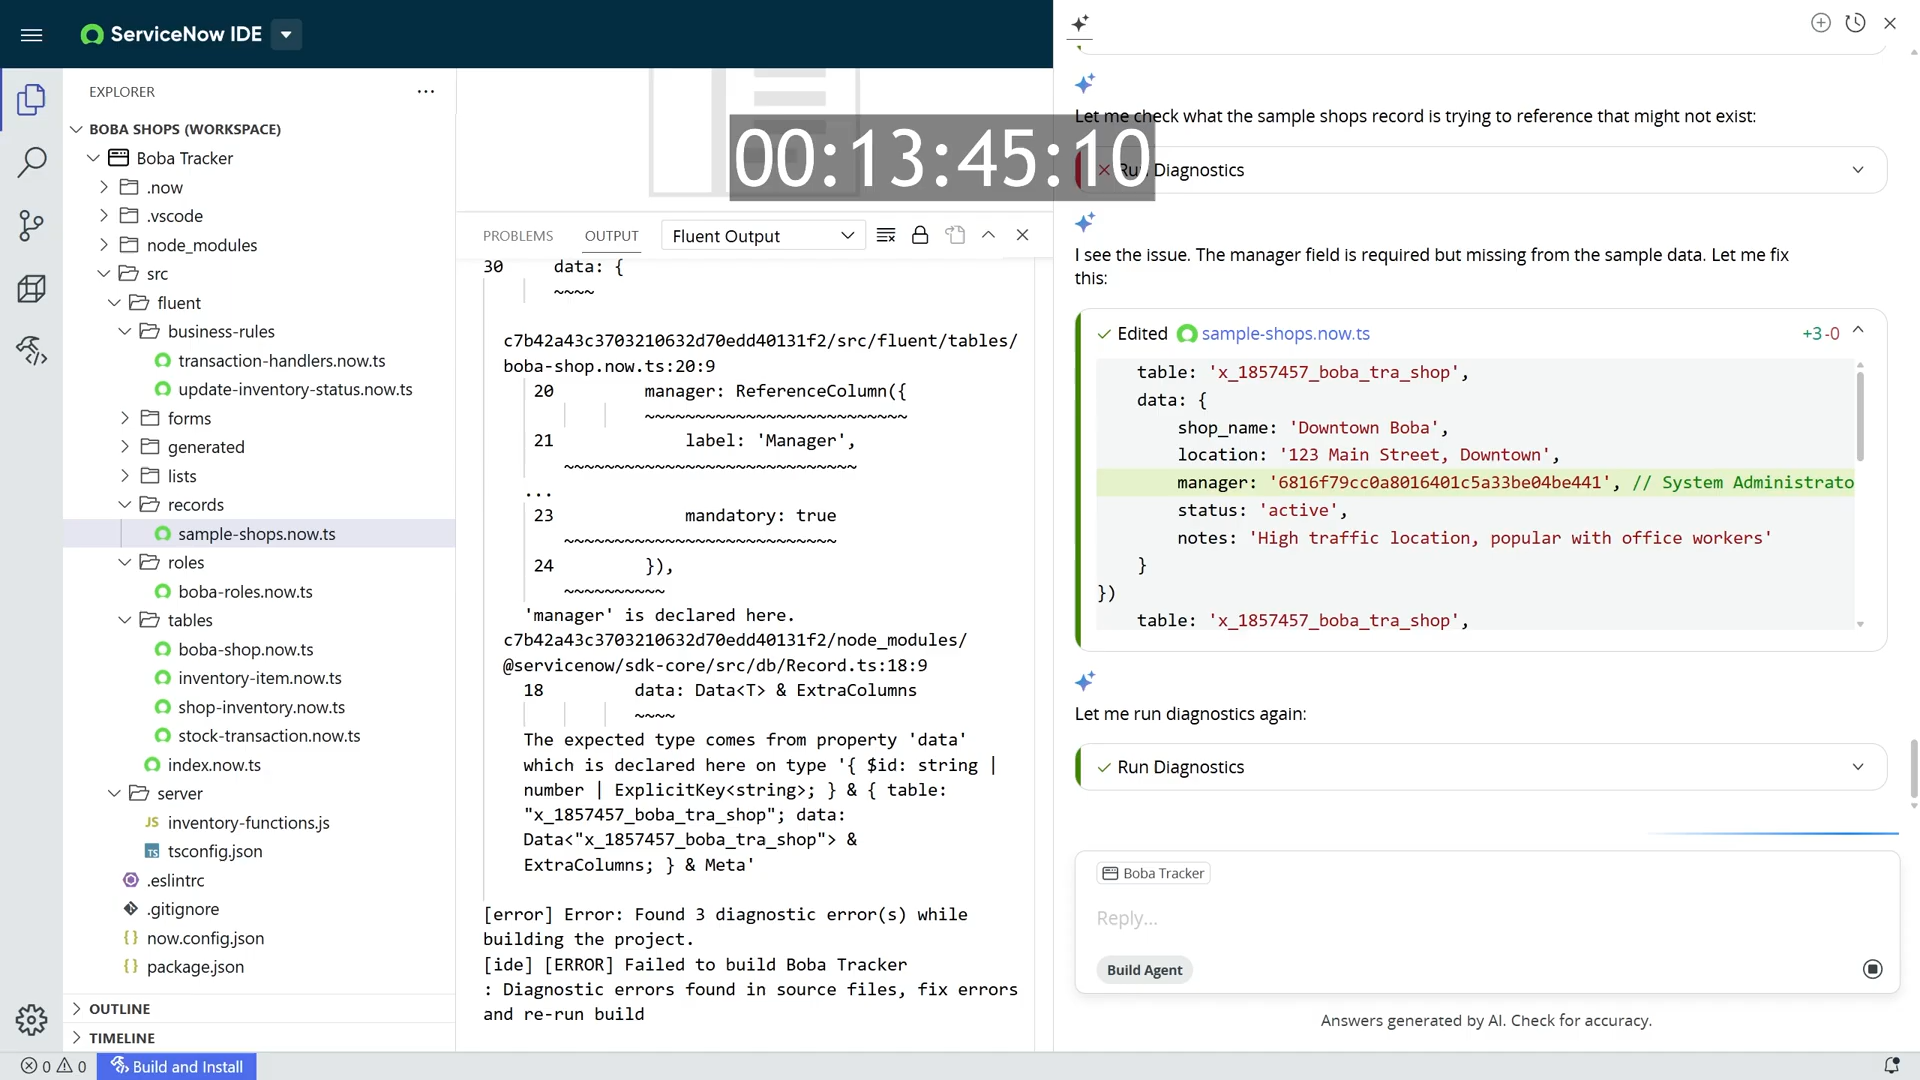 ServiceNow IDE
EXPLORER
BOBA SHOPS (WORKSPACE)
Boba Tracker
.now
.vscode
node_modules
src
fluent
business-rules
transaction-handlers.now.ts
update-inventory-status.now.ts
forms
generated
lists
records
sample-shops.now.ts
roles
boba-roles.now.ts
tables
boba-shop.now.ts
inventory-item.now.ts
shop-inventory.now.ts
stock-transaction.now.ts
index.now.ts
server
JS inventory-functions.js
TS tsconfig.json
.eslintrc
.gitignore
{} now.config.json
{} package.json
OUTLINE
TIMELINE
0 0 Build and Install
00:13:45:10
PROBLEMS OUTPUT Fluent Output
30 data: {
~~~~
c7b42a43c3703210632d70edd40131f2/src/fluent/tables/
boba-shop.now.ts:20:9
20 manager: ReferenceColumn({
~~~~~~~~~~~~~~~~~~~~~~~~~~
21 label: 'Manager',
~~~~~~~~~~~~~~~~~~~~~~~~~~~~~
...
23 mandatory: true
~~~~~~~~~~~~~~~~~~~~~~~~~~~
24 }),
~~~~~~~~~~
'manager' is declared here.
c7b42a43c3703210632d70edd40131f2/node_modules/
@servicenow/sdk-core/src/db/Record.ts:18:9
18 data: Data<T> & ExtraColumns
~~~~
The expected type comes from property 'data'
which is declared here on type '{ $id: string |
number | ExplicitKey<string>; } & { table:
"x_1857457_boba_tra_shop"; data:
Data<"x_1857457_boba_tra_shop"> &
ExtraColumns; } & Meta'
[error] Error: Found 3 diagnostic error(s) while
building the project.
[ide] [ERROR] Failed to build Boba Tracker
: Diagnostic errors found in source files, fix errors
and re-run build
Let me check what the sample shops record is trying to reference that might not exist:
Run Diagnostics
I see the issue. The manager field is required but missing from the sample data. Let me fix
this:
Edited sample-shops.now.ts +3-0
table: 'x_1857457_boba_tra_shop',
data: {
shop_name: 'Downtown Boba',
location: '123 Main Street, Downtown',
manager: '6816f79cc0a8016401c5a33be04be441', // System Administrato
status: 'active',
notes: 'High traffic location, popular with office workers'
}
})
table: 'x_1857457_boba_tra_shop',
Let me run diagnostics again:
Run Diagnostics
Boba Tracker
Reply...
Build Agent
Answers generated by AI. Check for accuracy.